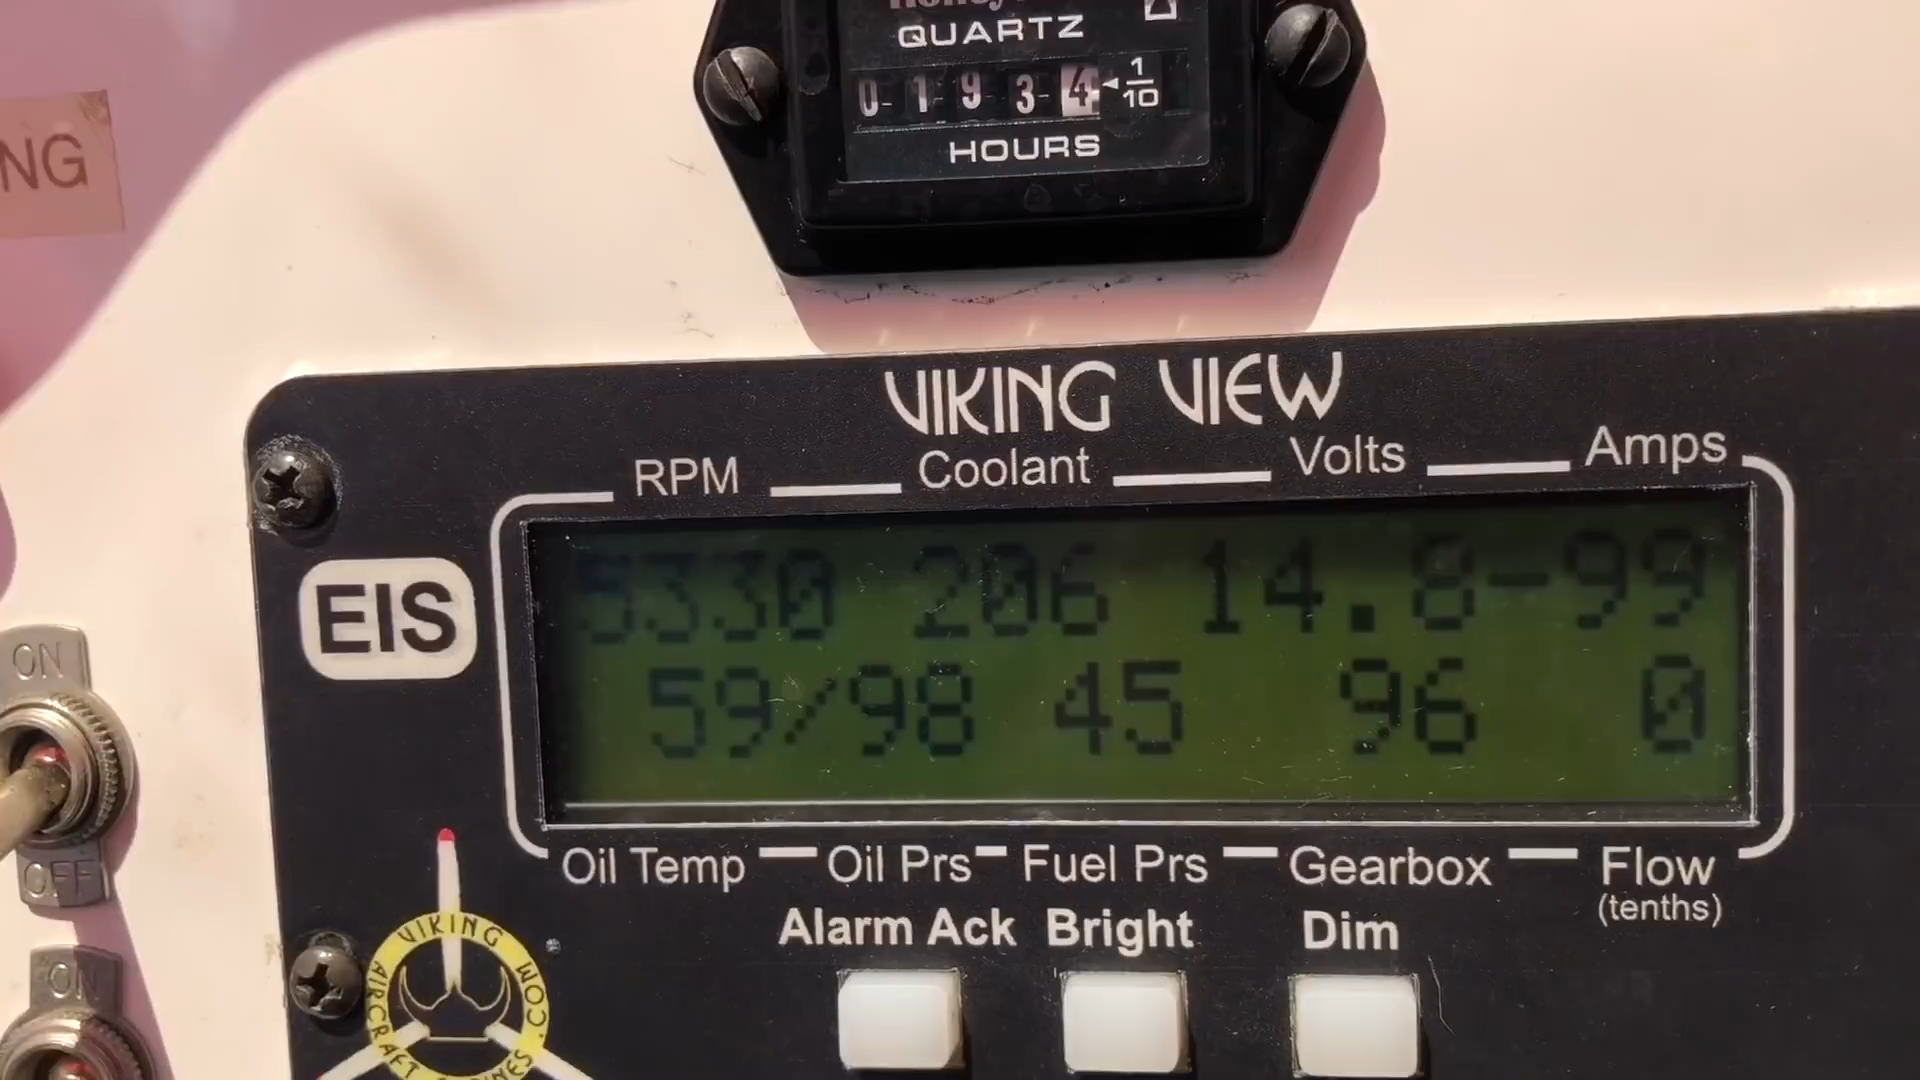 Honeywell
QUARTZ
0 1 9 3 4 1/10
HOURS
NG
VIKING VIEW
RPM Coolant Volts Amps
5330 206 14.8-99
59/98 45 96 0
EIS
Oil Temp Oil Prs Fuel Prs Gearbox Flow
(tenths)
Alarm Ack Bright Dim
ON
OFF
ON
VIKING AIRCRAFT ENGINES.COM